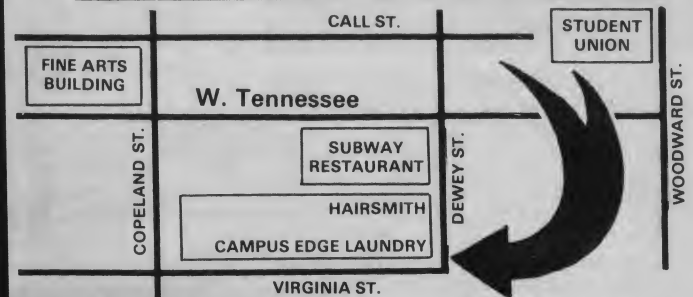 CALL ST.
STUDENT
UNION
FINE ARTS
BUILDING
W. Tennessee
COPELAND ST.
SUBWAY
RESTAURANT
DEWEY ST.
WOODWARD ST.
HAIRSMITH
CAMPUS EDGE LAUNDRY
VIRGINIA ST.